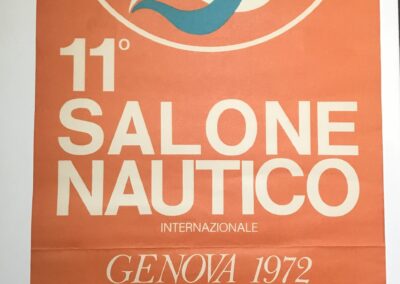 11°
SALONE
NAUTICO
INTERNAZIONALE
GENOVA 1972